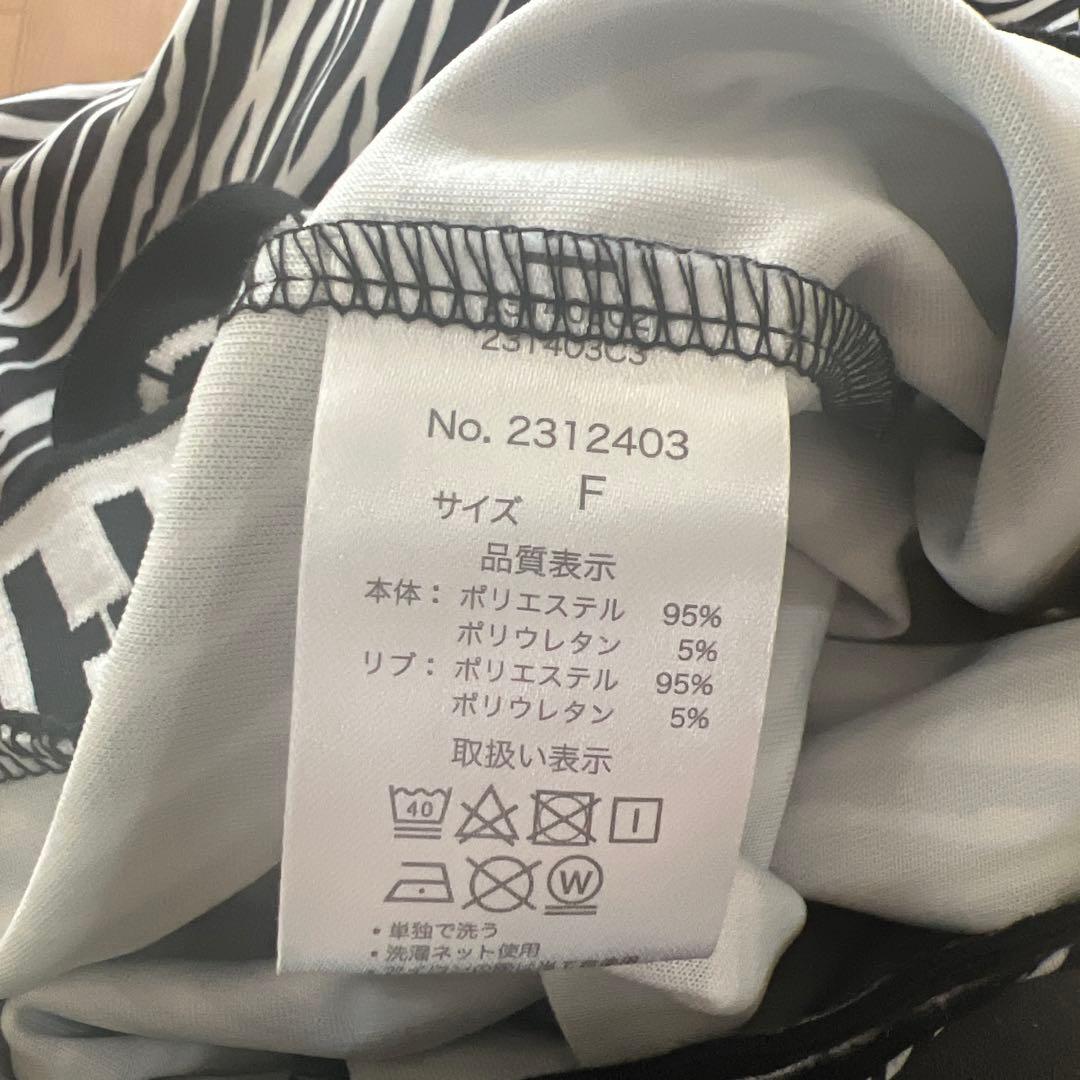 231403C3
No. 2312403
サイズ F
品質表示
本体： ポリエステル 95%
ポリウレタン 5%
リブ： ポリエステル 95%
ポリウレタン 5%
取扱い表示
40
W
・単独で洗う
・洗濯ネット使用